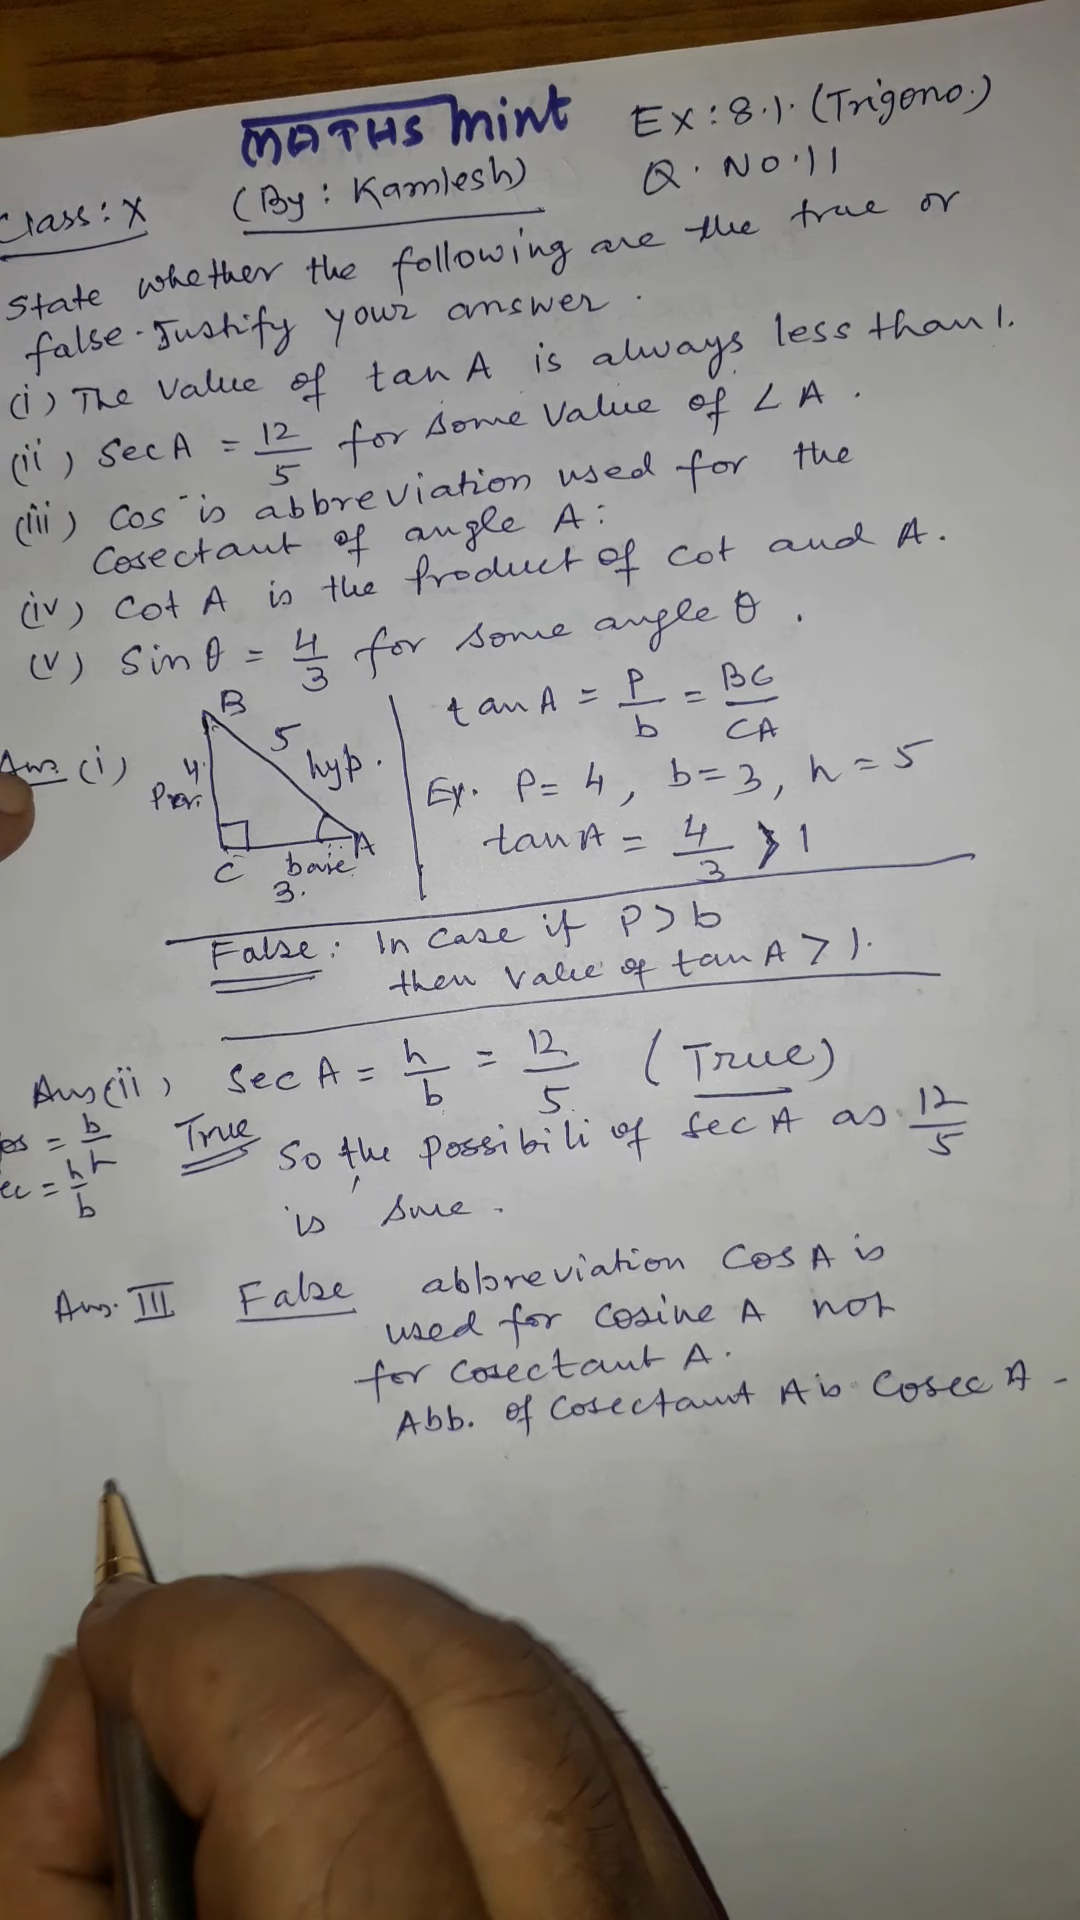 MATHS mint
Ex: 8.1. (Trigono.)
Class: X
(By: Kamlesh)
Q. No. 11
State whether the following are the true or
false. Justify your answer.
(i) The value of tan A is always less than 1.
(ii) Sec A = 12/5 for some value of ∠A.
(iii) Cos is abbreviation used for the
Cosectant of angle A:
(iv) Cot A is the product of cot and A.
(v) Sin θ = 4/3 for some angle θ.
Ans. (i)
B
5
hyp.
4
C
base
A
3.
tan A = P/b = BC/CA
Ex. P = 4, b = 3, h = 5
tan A = 4/3 > 1
False: In case if P > b
then value of tan A > 1.
Ans (ii) Sec A = h/b = 12/5 (True)
os = b/h
ec = h/b
True
So the possibili of Sec A as 12/5
is sure.
Ans. III False abbreviation Cos A is
used for Cosine A not
for Cosectant A.
Abb. of Cosectant A is Cosec A -